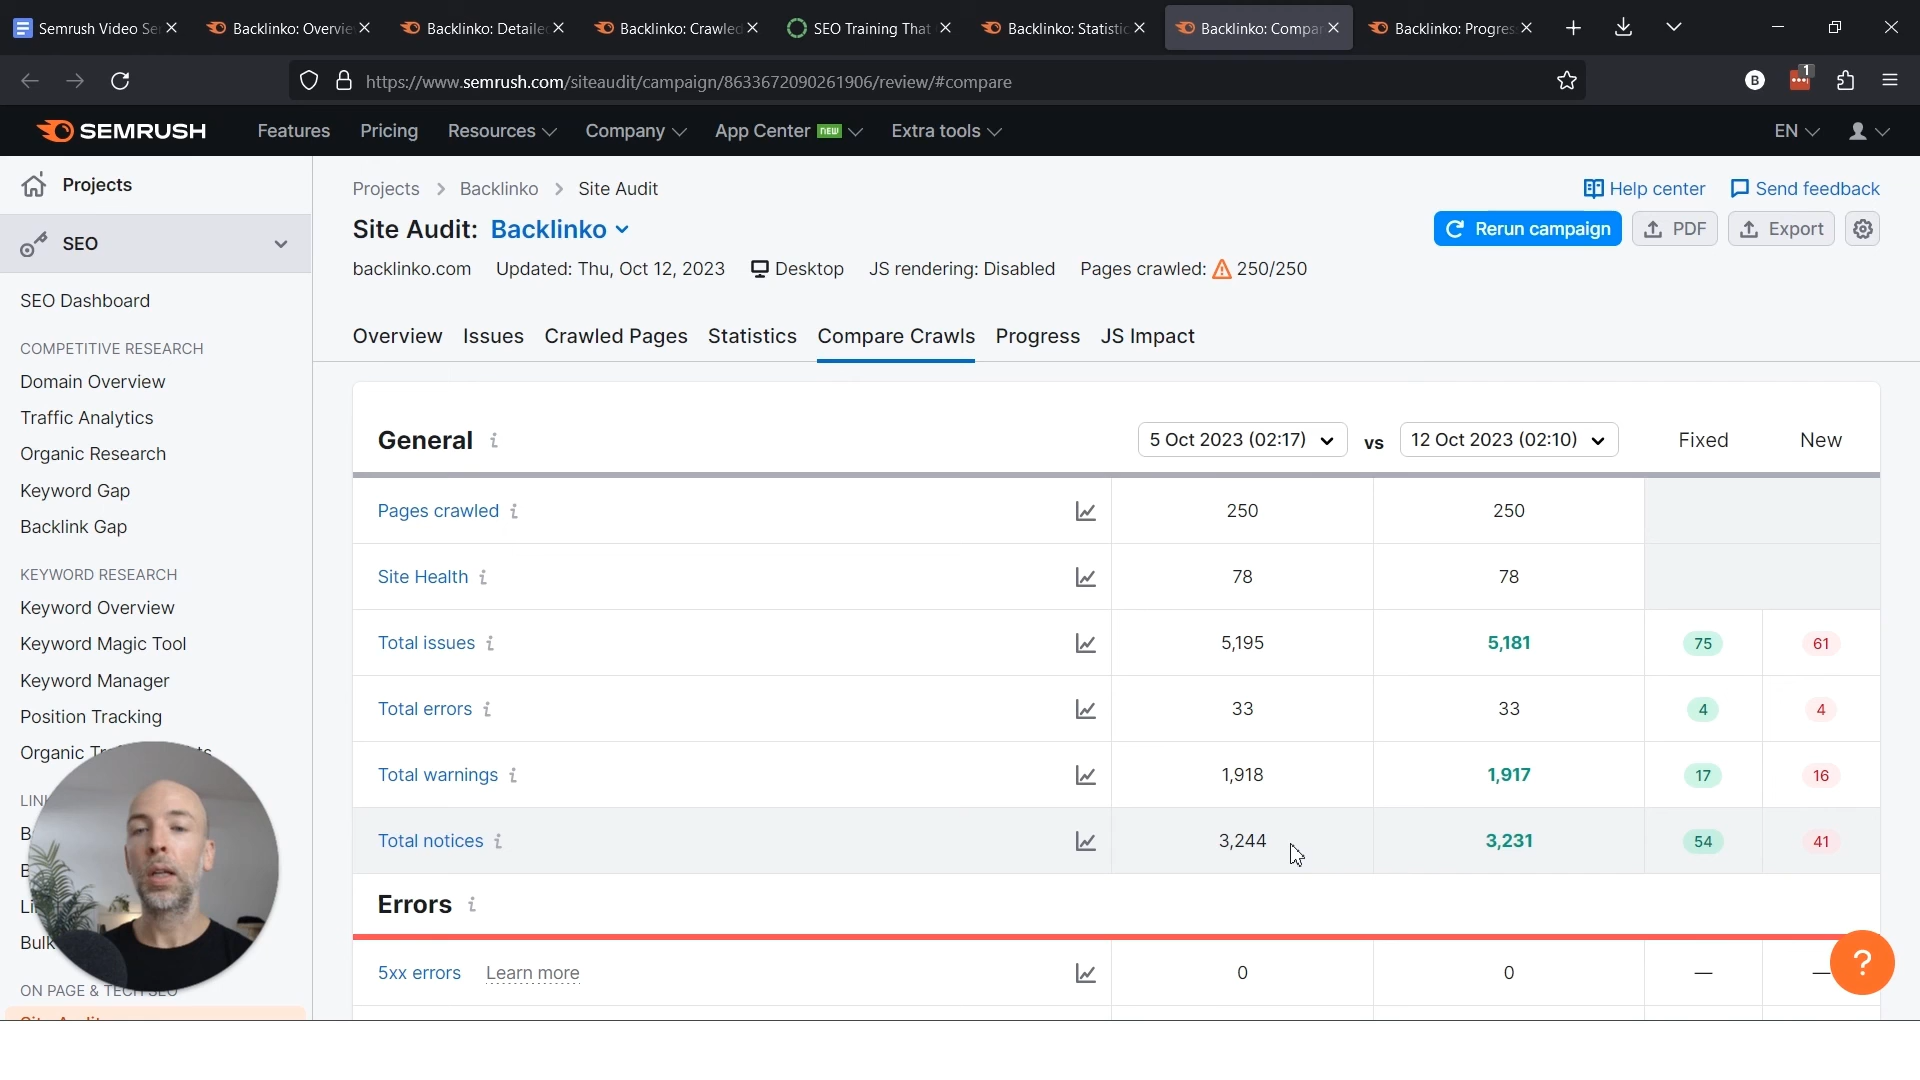 Semrush Video Se
Backlinko: Overvie
Backlinko: Detaile
Backlinko: Crawled
SEO Training That
Backlinko: Statistic
Backlinko: Compa
Backlinko: Progres
https://www.semrush.com/siteaudit/campaign/8633672090261906/review/#compare
B
1
SEMRUSH
Features
Pricing
Resources
Company
App Center new
Extra tools
EN
Projects
SEO
SEO Dashboard
COMPETITIVE RESEARCH
Domain Overview
Traffic Analytics
Organic Research
Keyword Gap
Backlink Gap
KEYWORD RESEARCH
Keyword Overview
Keyword Magic Tool
Keyword Manager
Position Tracking
Organic
Bulk
ON PAGE &
Projects > Backlinko > Site Audit
Help center
Send feedback
Site Audit: Backlinko
Rerun campaign
PDF
Export
backlinko.com Updated: Thu, Oct 12, 2023 Desktop JS rendering: Disabled Pages crawled: 250/250
Overview Issues Crawled Pages Statistics Compare Crawls Progress JS Impact
General i 5 Oct 2023 (02:17) vs 12 Oct 2023 (02:10) Fixed New
Pages crawled i 250 250
Site Health i 78 78
Total issues i 5,195 5,181 75 61
Total errors i 33 33 4 4
Total warnings i 1,918 1,917 17 16
Total notices i 3,244 3,231 54 41
Errors i
5xx errors Learn more 0 0 — —
?